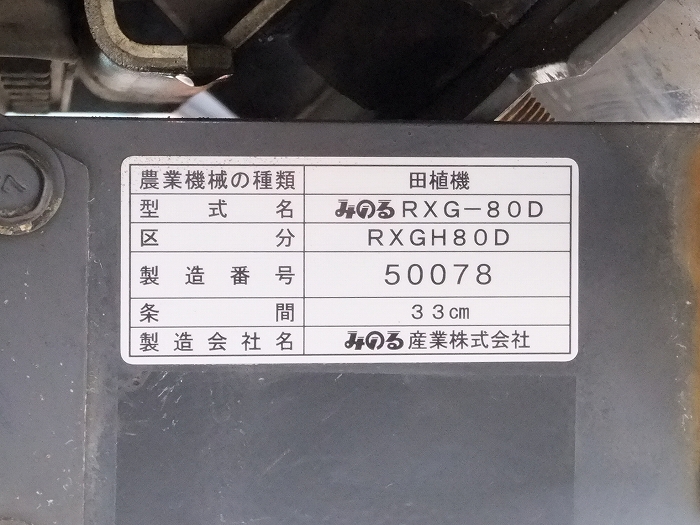 農業機械の種類 田植機
型式名 みのるRXG-80D
区分 RXGH80D
製造番号 50078
条間 33cm
製造会社名 みのる産業株式会社
7